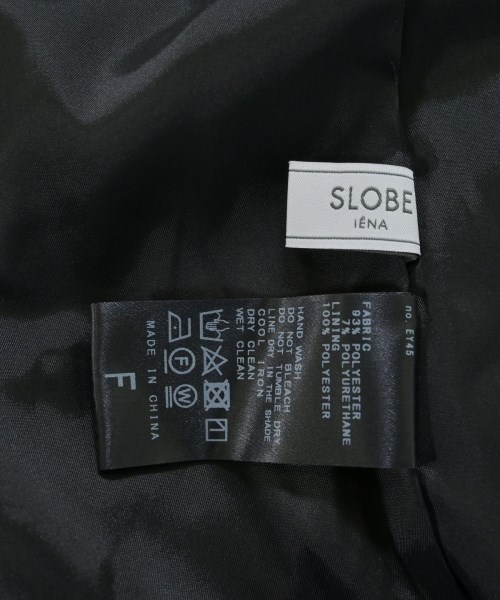 SLOBE
IÉNA
no. EY45
FABRIC
93% POLYESTER
7% POLYURETHANE
LINING
100% POLYESTER
HAND WASH
DO NOT BLEACH
DO NOT TUMBLE DRY
LINE DRY IN THE SHADE
COOL IRON
DRY CLEAN
WET CLEAN
F
W
F
MADE IN CHINA